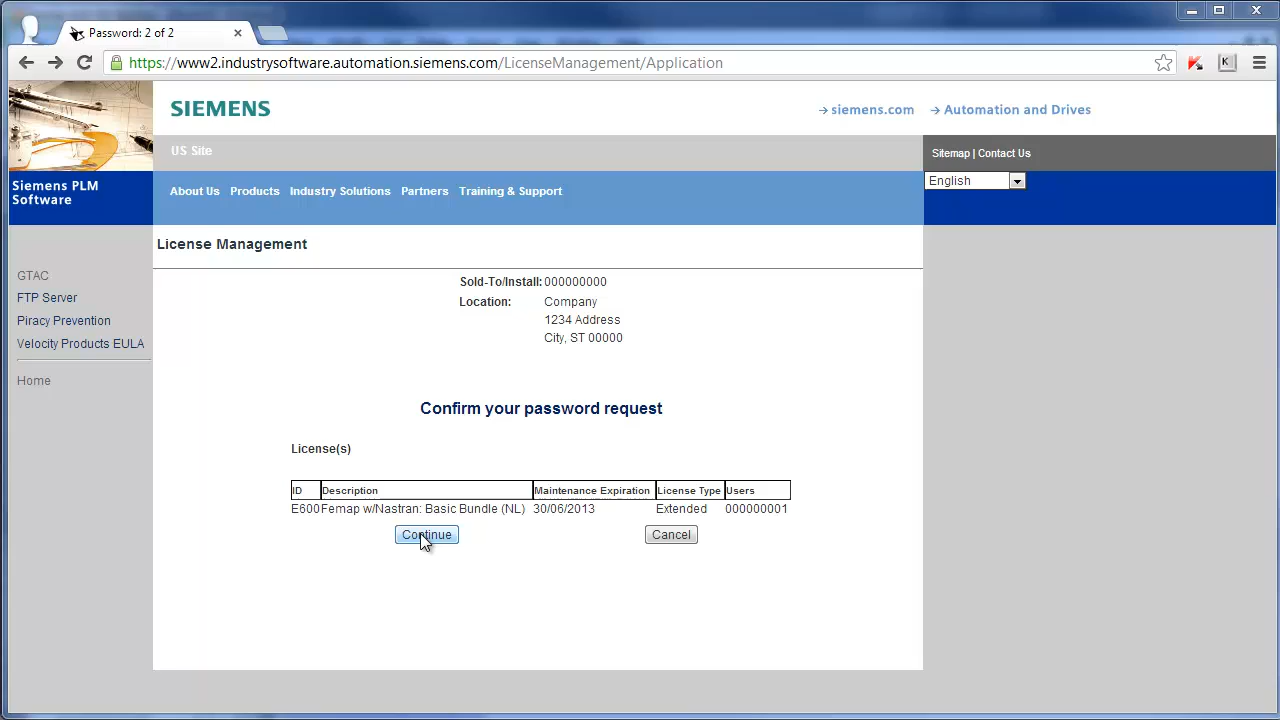 Password: 2 of 2
https://www2.industrysoftware.automation.siemens.com/LicenseManagement/Application
K
SIEMENS
siemens.com
Automation and Drives
US Site
Sitemap | Contact Us
Siemens PLM
Software
About Us Products Industry Solutions Partners Training & Support
English
License Management
GTAC
FTP Server
Piracy Prevention
Velocity Products EULA
Home
Sold-To/Install: 000000000
Location: Company
1234 Address
City, ST 00000
Confirm your password request
License(s)
ID Description Maintenance Expiration License Type Users
E600 Femap w/Nastran: Basic Bundle (NL) 30/06/2013 Extended 000000001
Continue Cancel